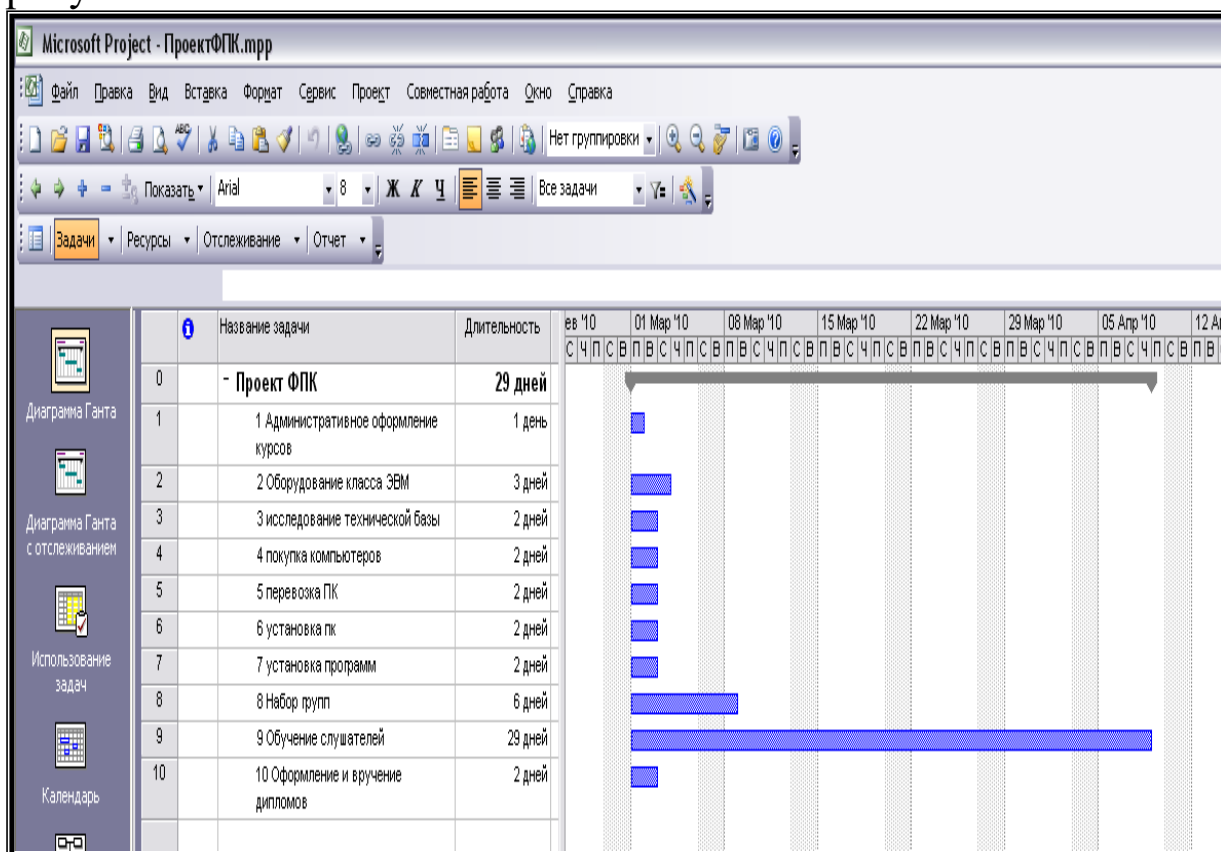 Microsoft Project - ПроектФПК.mpp
Файл Правка Вид Вставка Формат Сервис Проект Совместная работа Окно Справка
Нет группировки
Показать Arial 8 Ж К Ч Все задачи
Задачи Ресурсы Отслеживание Отчет
Название задачи Длительность ев '10 01 Мар '10 08 Мар '10 15 Мар '10 22 Мар '10 29 Мар '10 05 Апр '10 12 А
С Ч П С В П В С Ч П С В П В С Ч П С В П В С Ч П С В П В С Ч П С В П В С Ч П С В П В С Ч П С В П В
0 - Проект ФПК 29 дней
1 1 Административное оформление курсов 1 день
2 2 Оборудование класса ЭВМ 3 дней
3 3 исследование технической базы 2 дней
4 4 покупка компьютеров 2 дней
5 5 перевозка ПК 2 дней
6 6 установка пк 2 дней
7 7 установка программ 2 дней
8 8 Набор групп 6 дней
9 9 Обучение слушателей 29 дней
10 10 Оформление и вручение дипломов 2 дней
Диаграмма Ганта
Диаграмма Ганта
с отслеживанием
Использование
задач
Календарь